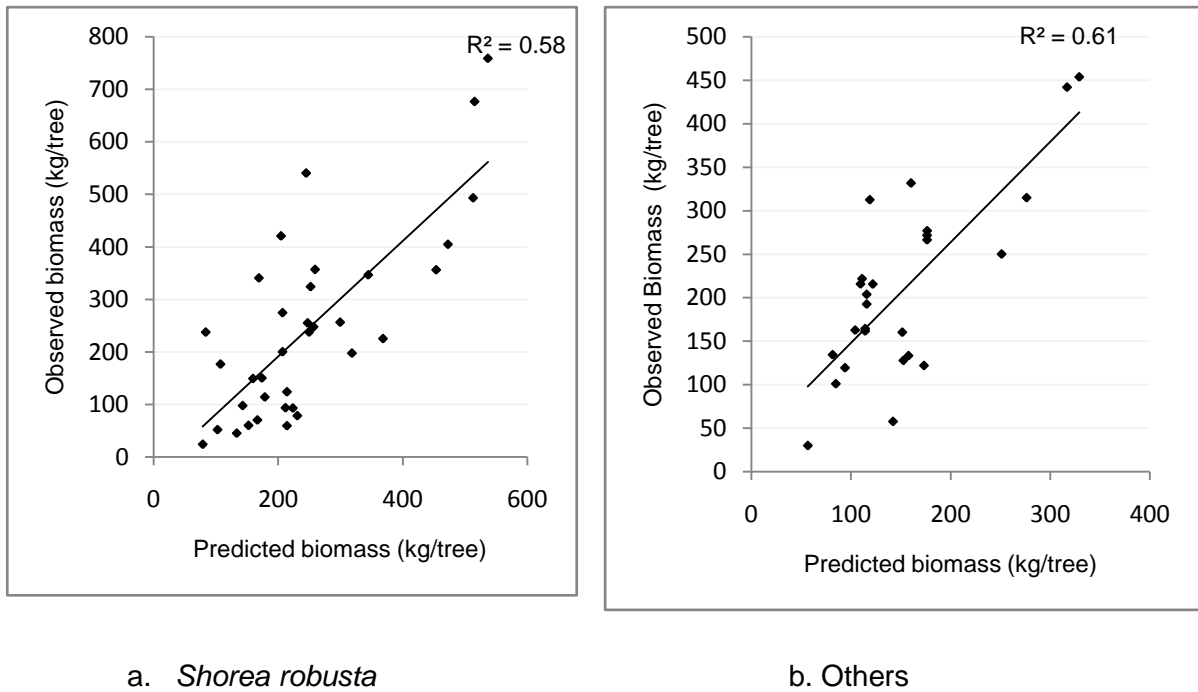 R² = 0.58
800
700
600
500
400
300
200
100
0
0 200 400 600
Observed biomass (kg/tree)
Predicted biomass (kg/tree)
a. Shorea robusta
R² = 0.61
500
450
400
350
300
250
200
150
100
50
0
0 100 200 300 400
Observed Biomass (kg/tree)
Predicted biomass (kg/tree)
b. Others